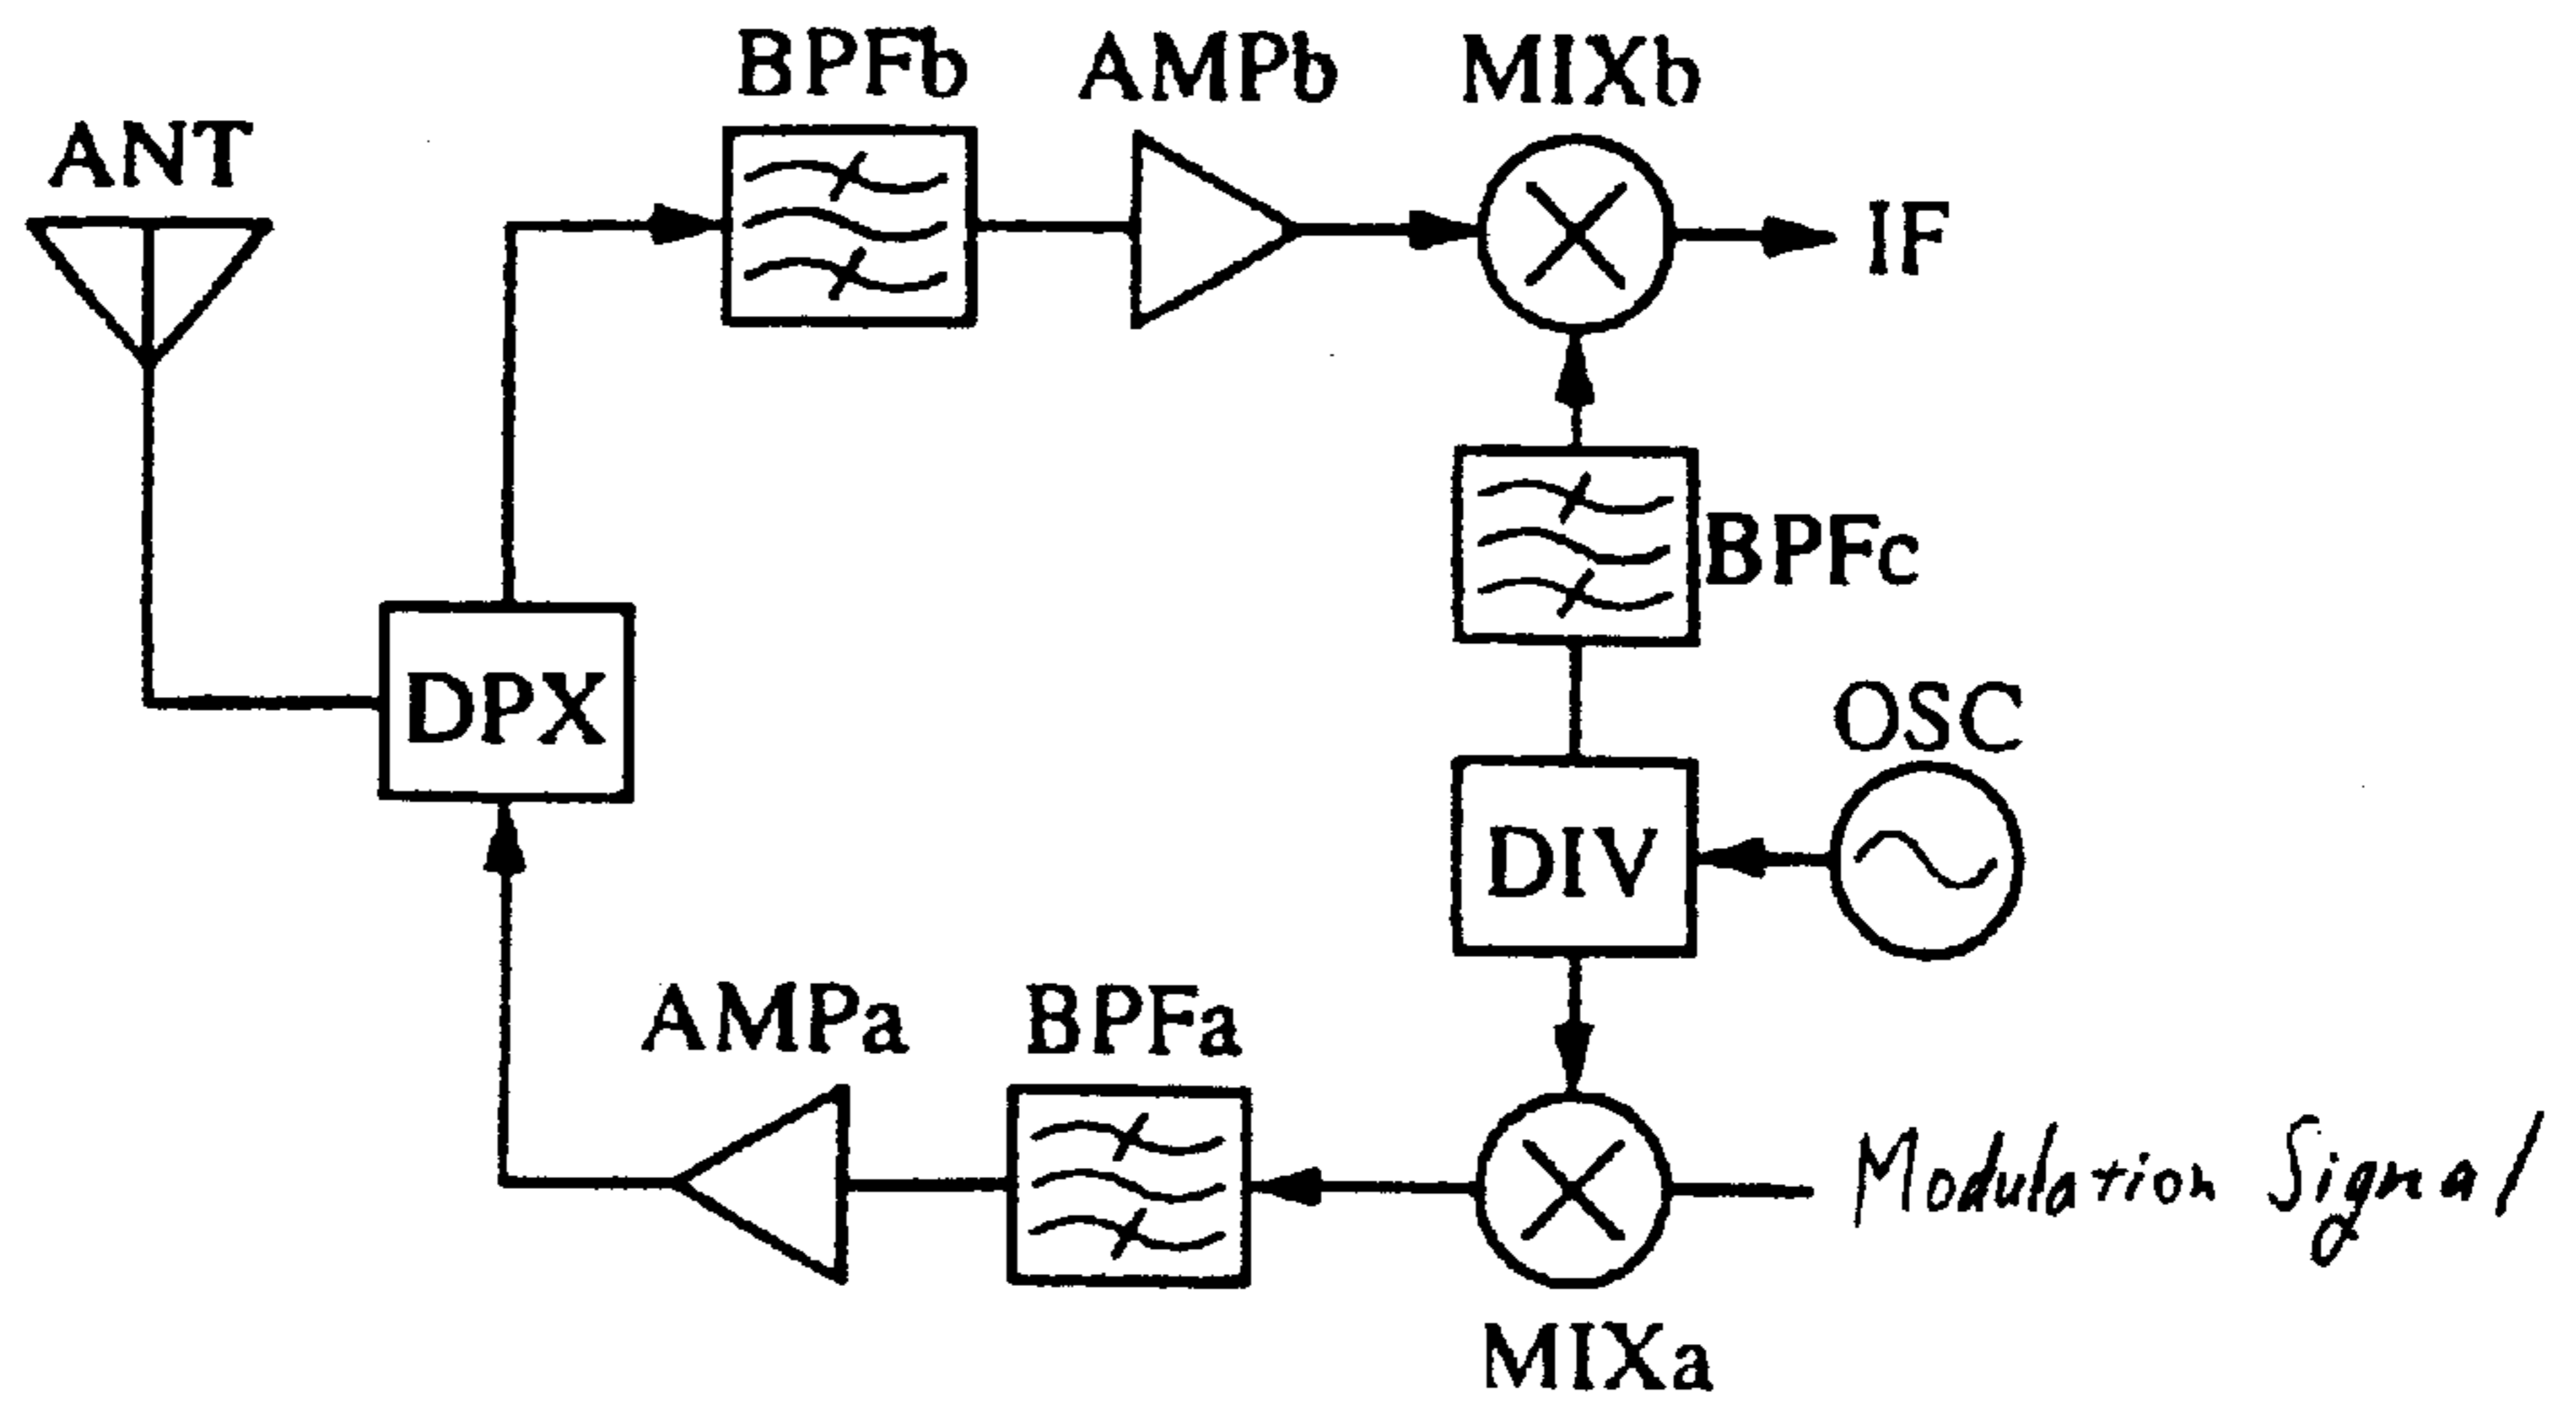 BPFb AMPb MIXb
ANT
IF
BPFc
DPX
OSC
DIV
AMPa BPFa
Modulation Signal
MIXa